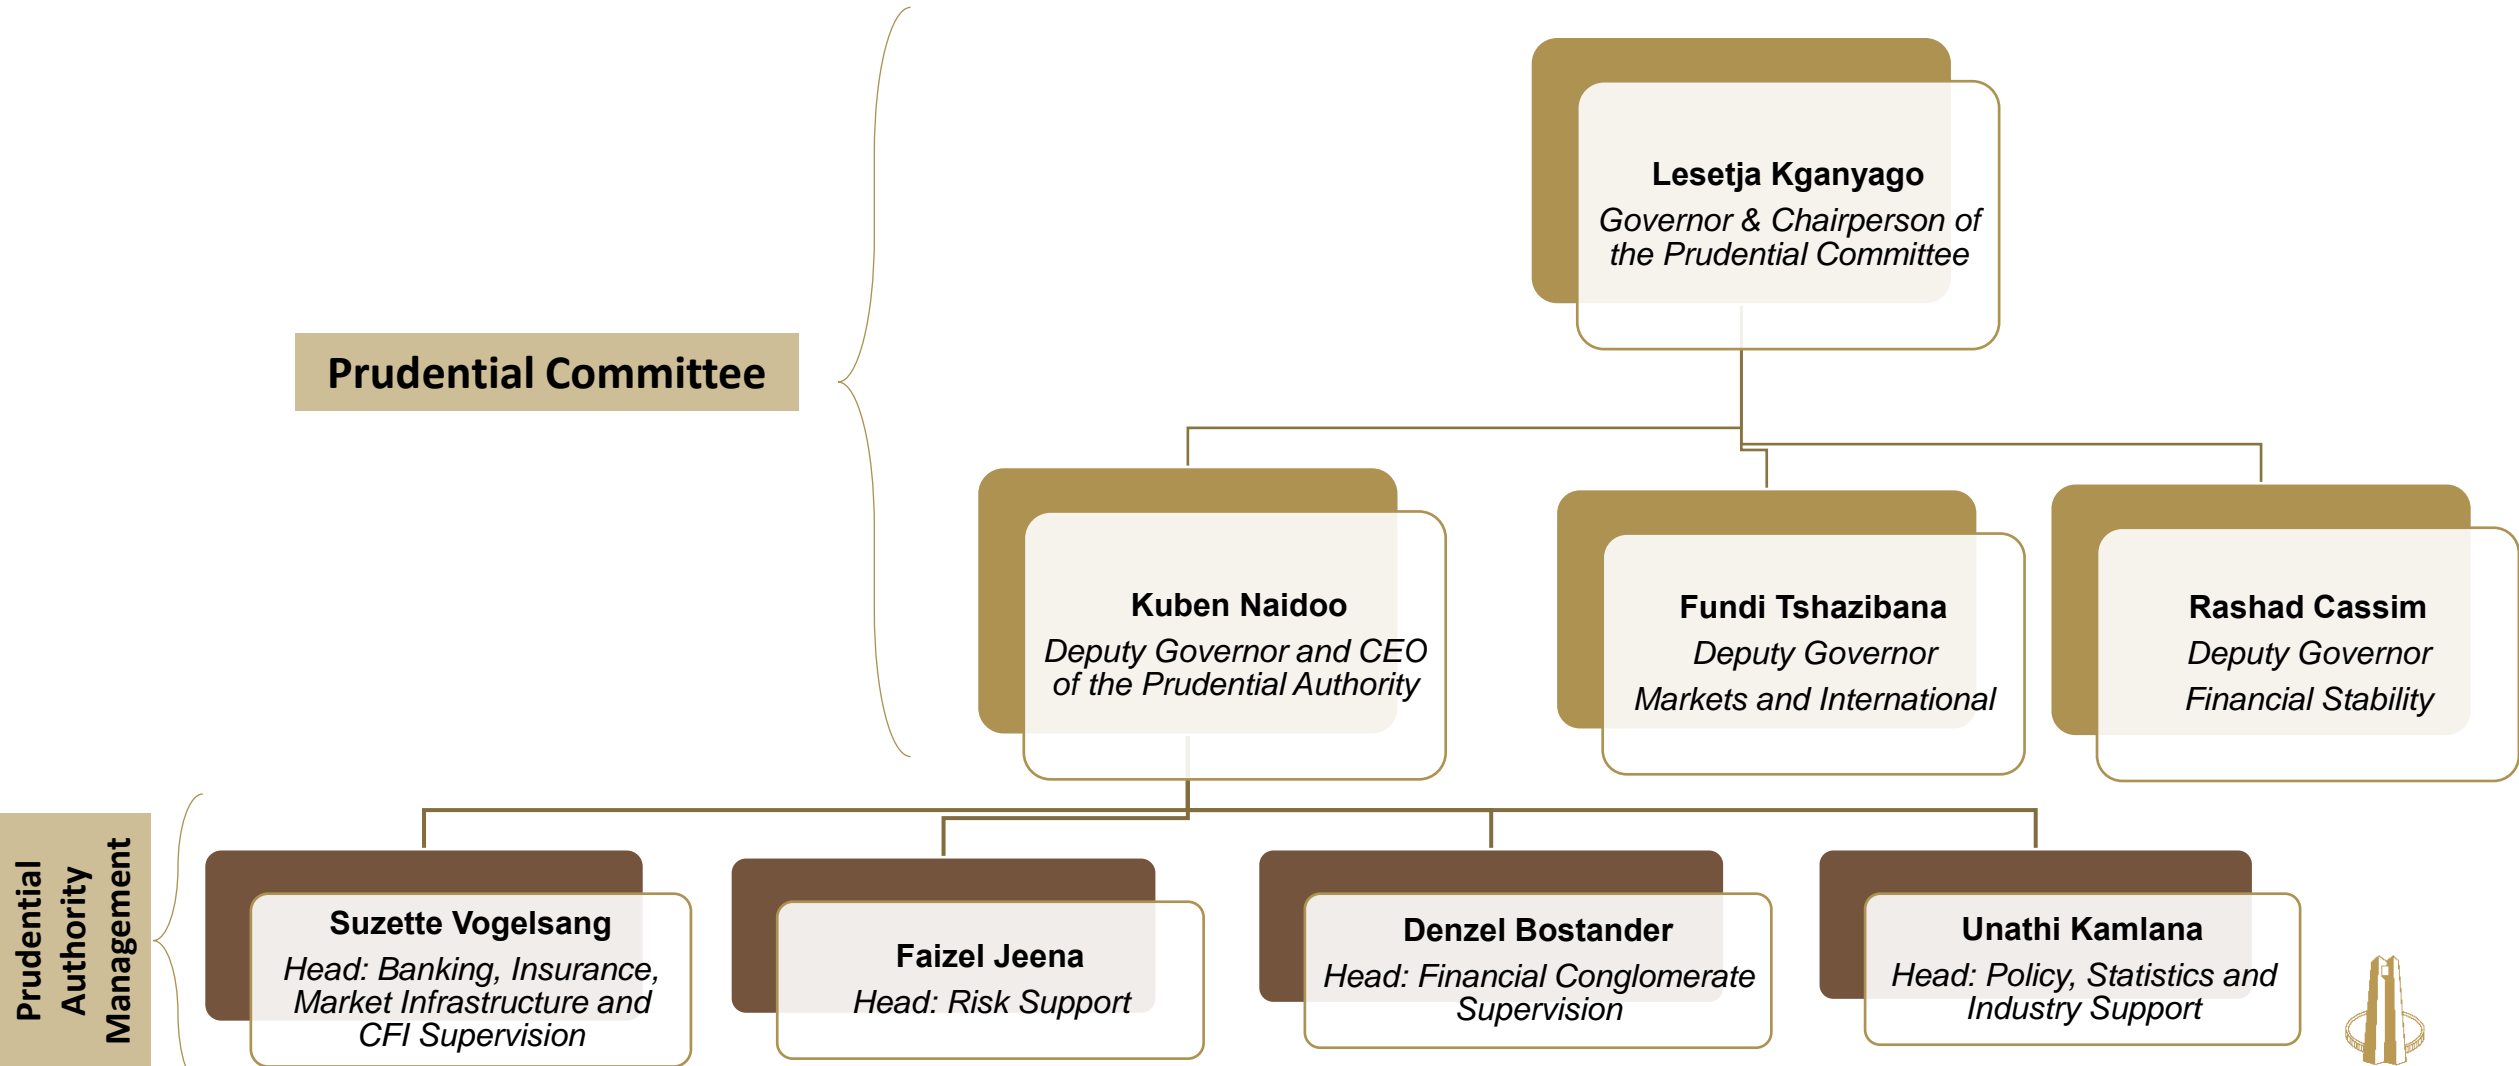 Lesetja Kganyago
Governor & Chairperson of
the Prudential Committee
Prudential Committee
Kuben Naidoo
Deputy Governor and CEO
of the Prudential Authority
Fundi Tshazibana
Deputy Governor
Markets and International
Rashad Cassim
Deputy Governor
Financial Stability
Prudential
Authority
Management
Suzette Vogelsang
Head: Banking, Insurance,
Market Infrastructure and
CFI Supervision
Faizel Jeena
Head: Risk Support
Denzel Bostander
Head: Financial Conglomerate
Supervision
Unathi Kamlana
Head: Policy, Statistics and
Industry Support